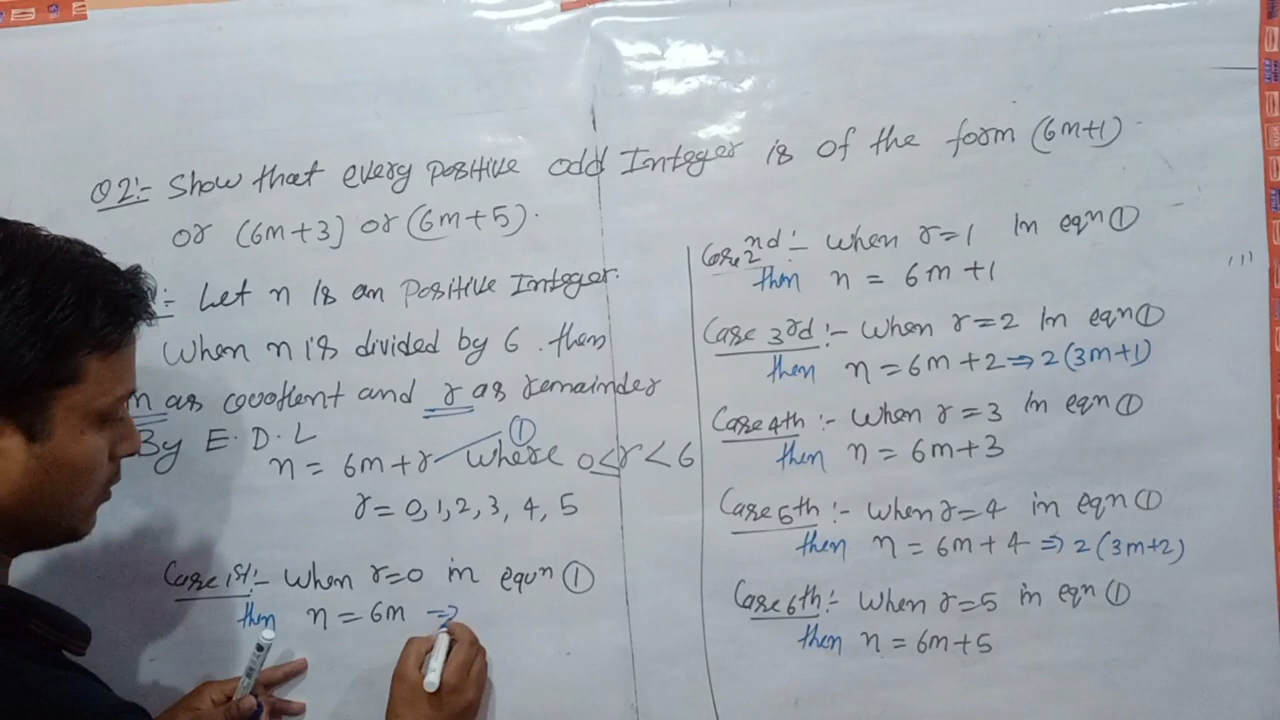 Q2:- Show that every positive odd Integer is of the form (6m+1)
or (6m+3) or (6m+5).
:- Let n is an Positive Integer.
When n is divided by 6. then
m as quotient and r as remainder
By E.D.L
①
n = 6m+r where 0≤r<6
r=0,1,2,3,4,5
Case 1st:- When r=0 in equn ①
then n = 6m ⇒
Case 2nd:- when r=1 In eqn ①
then n = 6m+1
Case 3rd:- When r=2 In eqn ①
then n = 6m+2 ⇒ 2(3m+1)
Case 4th:- When r=3 In eqn ①
then n = 6m+3
Case 5th:- When r=4 in eqn ①
then n = 6m+4 ⇒ 2(3m+2)
Case 6th:- When r=5 in eqn ①
then n = 6m+5